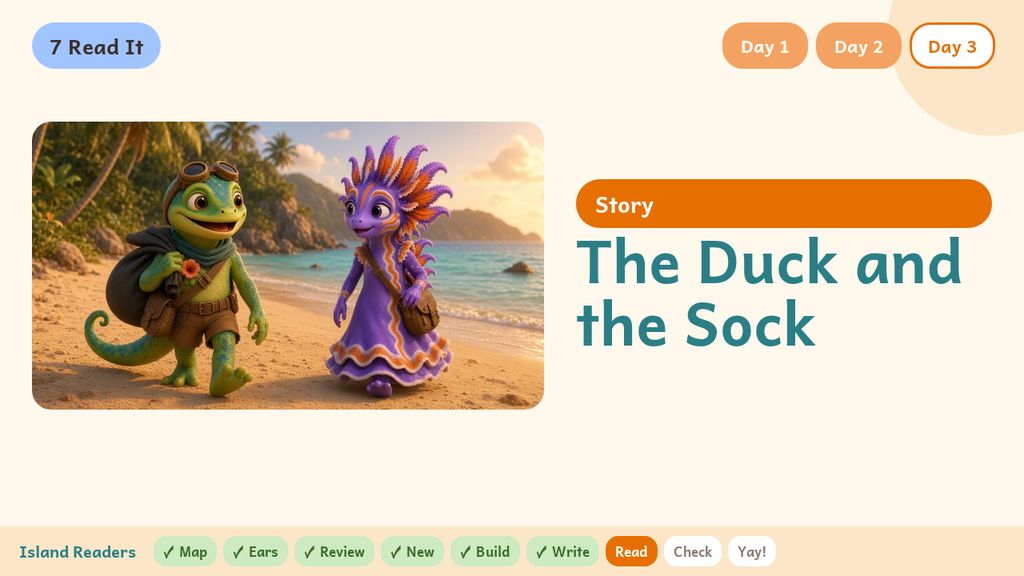 7 Read It
Day 1
Day 2
Day 3
Story
The Duck and
the Sock
Island Readers
✓ Map
✓ Ears
✓ Review
✓ New
✓ Build
✓ Write
Read
Check
Yay!